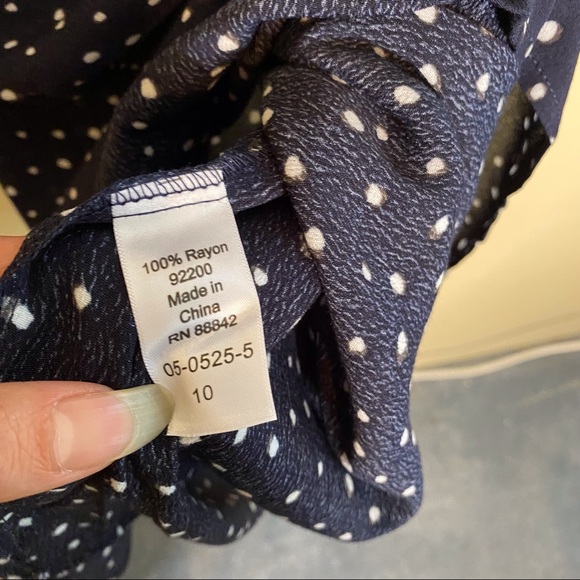 100% Rayon
92200
Made in
China
RN 88842
05-0525-5
10